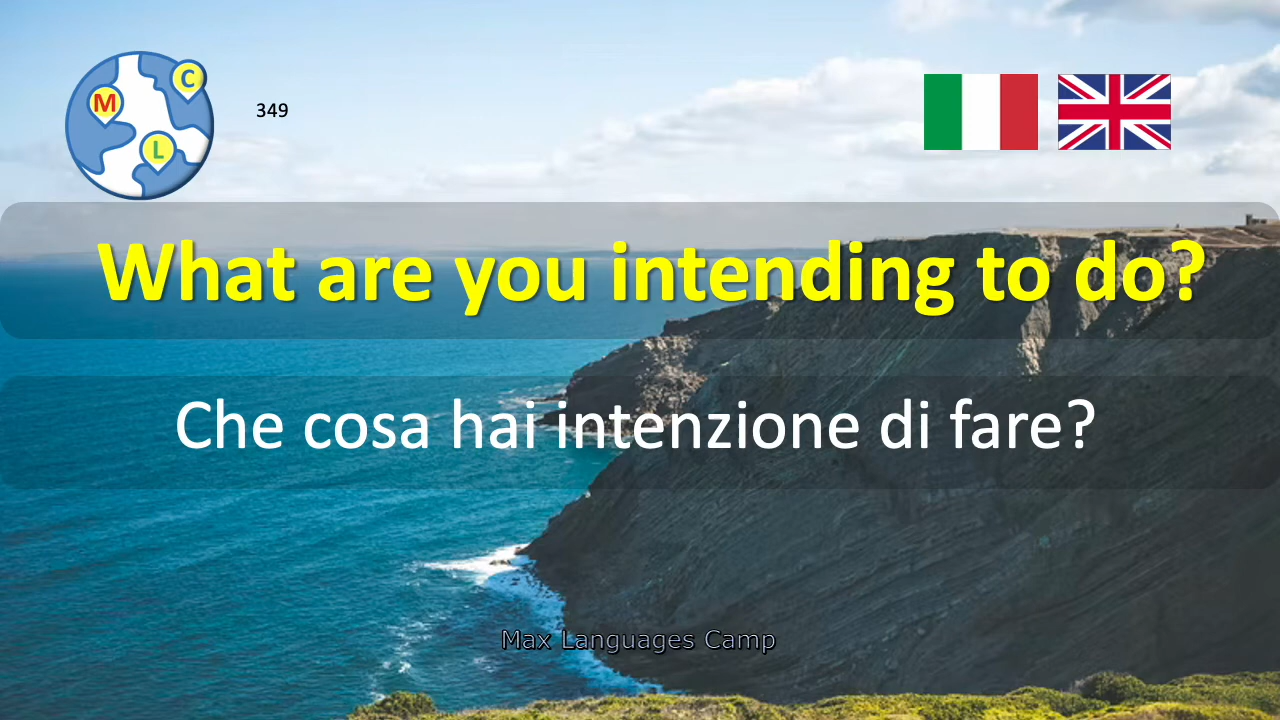 M
C
L
349
What are you intending to do?
Che cosa hai intenzione di fare?
Max Languages Camp